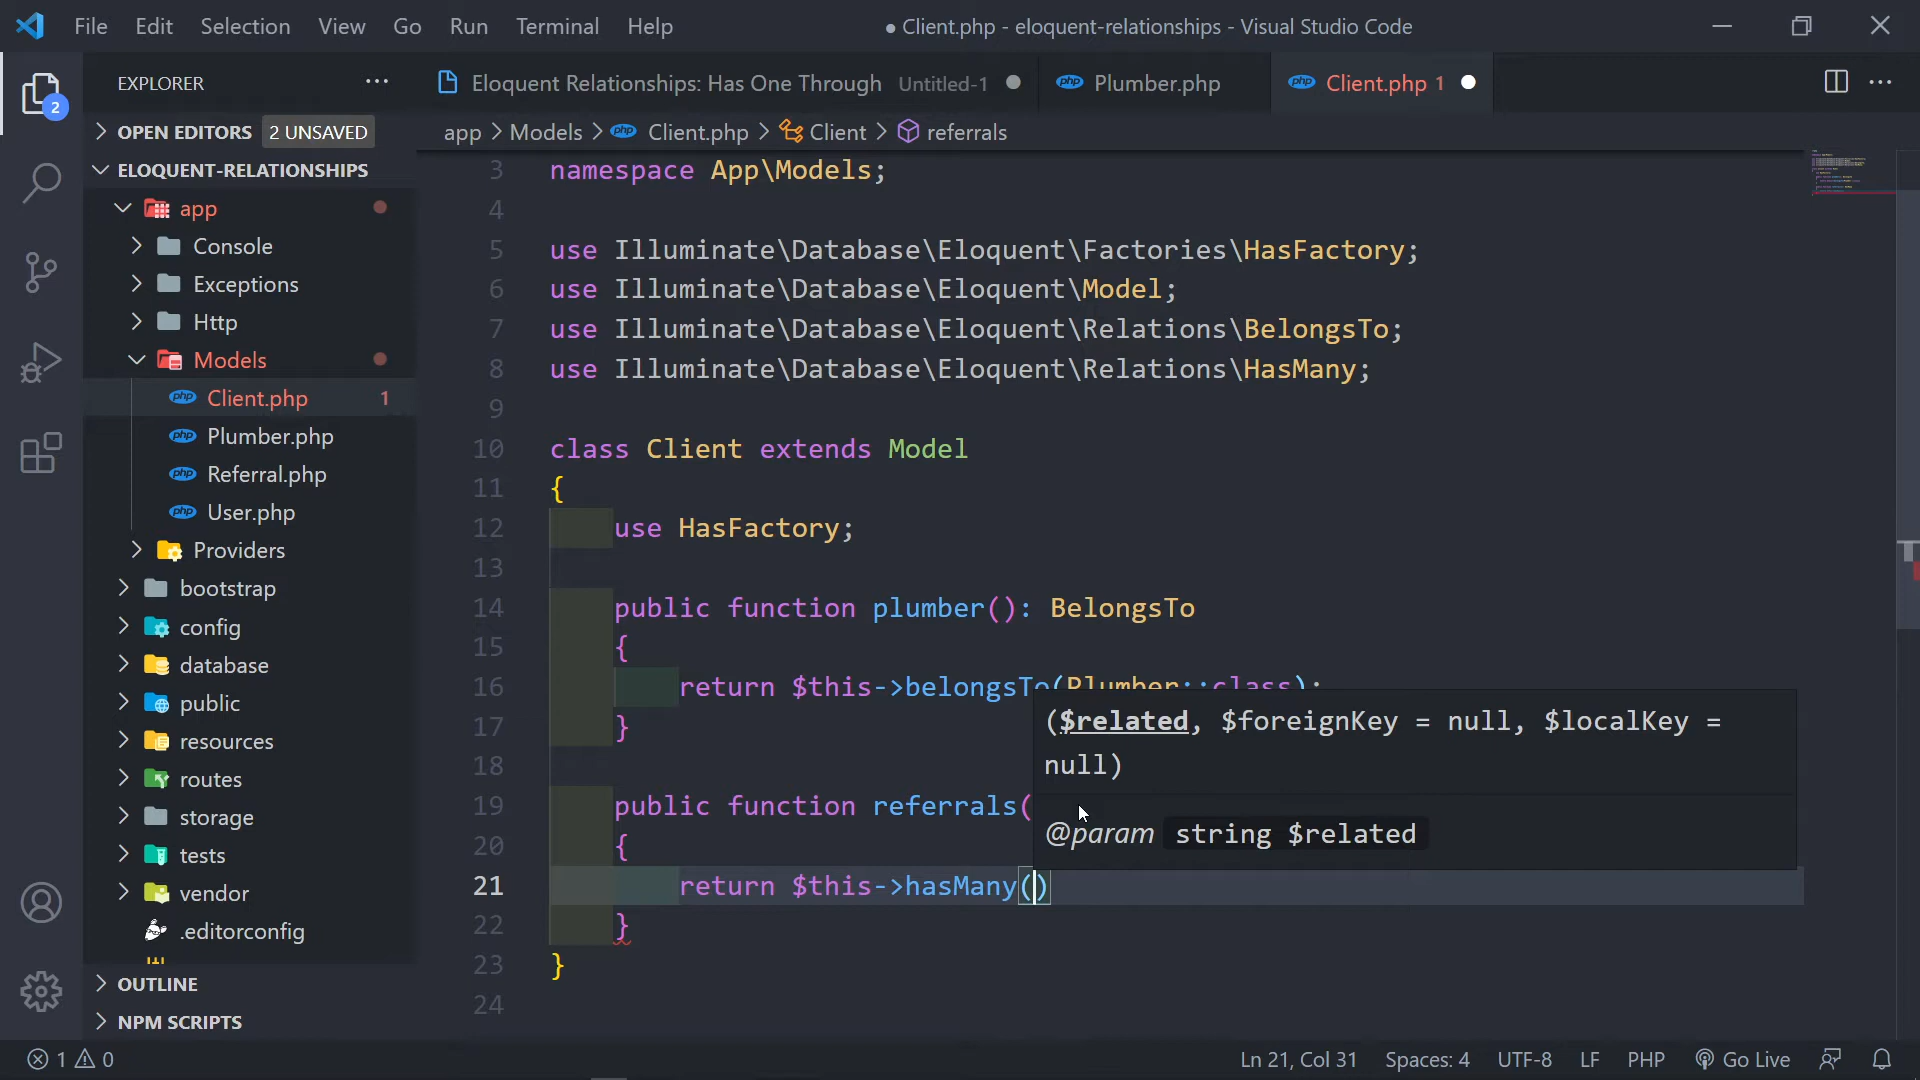 File Edit Selection View Go Run Terminal Help
● Client.php - eloquent-relationships - Visual Studio Code
EXPLORER
Eloquent Relationships: Has One Through Untitled-1
php Plumber.php
php Client.php 1
2
OPEN EDITORS 2 UNSAVED
app > Models > php Client.php > Client > referrals
ELOQUENT-RELATIONSHIPS
app
Console
Exceptions
Http
Models
php Client.php 1
php Plumber.php
php Referral.php
php User.php
Providers
bootstrap
config
database
public
resources
routes
storage
tests
vendor
.editorconfig
OUTLINE
NPM SCRIPTS
3 namespace App\Models;
4
5 use Illuminate\Database\Eloquent\Factories\HasFactory;
6 use Illuminate\Database\Eloquent\Model;
7 use Illuminate\Database\Eloquent\Relations\BelongsTo;
8 use Illuminate\Database\Eloquent\Relations\HasMany;
9
10 class Client extends Model
11 {
12 use HasFactory;
13
14 public function plumber(): BelongsTo
15 {
16 return $this->belongsTo(Plumber::class);
17 }
18
19 public function referrals(
20 {
21 return $this->hasMany()
22 }
23 }
24
($related, $foreignKey = null, $localKey =
null)
@param string $related
1 0
Ln 21, Col 31 Spaces: 4 UTF-8 LF PHP Go Live